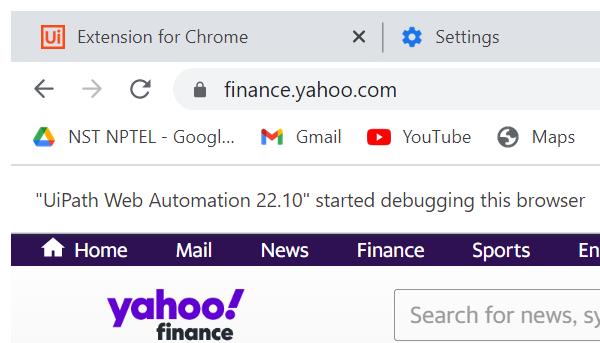 Ui Extension for Chrome Settings
finance.yahoo.com
NST NPTEL - Googl... Gmail YouTube Maps
"UiPath Web Automation 22.10" started debugging this browser
Home Mail News Finance Sports En
yahoo!
finance
Search for news, sy